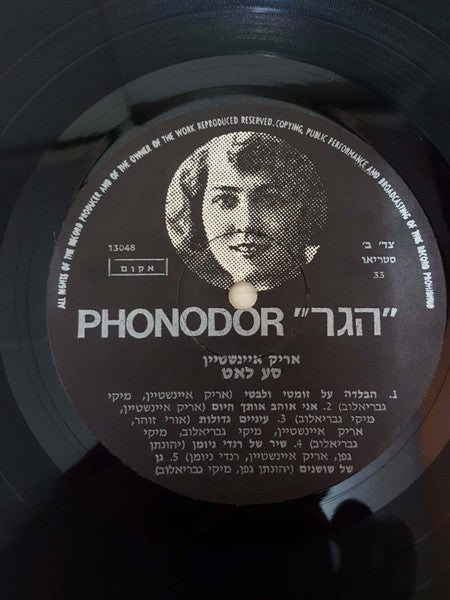 ALL RIGHTS OF THE RECORD PRODUCER AND OF THE OWNER OF THE WORK REPRODUCED RESERVED. COPYING, PUBLIC PERFORMANCE AND BROADCASTING OF THIS RECORD PROHIBITED
13048
אקום
צד' ב'
סטריאו
33
PHONODOR "הגר"
אריק איינשטיין
סע לאט
1. הבלדה על זומטי ולבטי (אריק איינשטיין, מיקי
גבריאלוב) 2. אני אוהב אותך היום (אריק איינשטיין,
מיקי גבריאלוב) 3. עיניים גדולות (אורי זוהר,
אריק איינשטיין, מיקי גבריאלוב, מיקי
גבריאלוב) 4. שיר של רנדי ניומן (יהונתן
גפן, אריק איינשטיין, רנדי ניומן) 5. גן
של שושנים (יהונתן גפן, מיקי גבריאלוב)